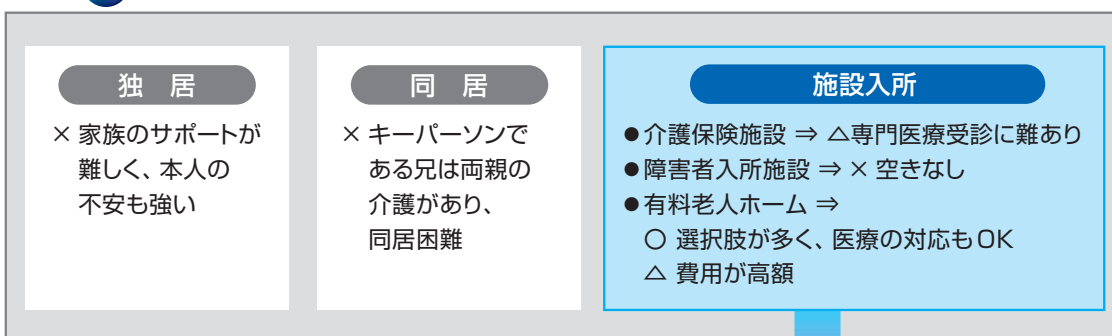 独 居
× 家族のサポートが
難しく、本人の
不安も強い
同 居
× キーパーソンで
ある兄は両親の
介護があり、
同居困難
施設入所
●介護保険施設 ⇒ △専門医療受診に難あり
●障害者入所施設 ⇒ × 空きなし
●有料老人ホーム ⇒
○ 選択肢が多く、医療の対応もOK
△ 費用が高額